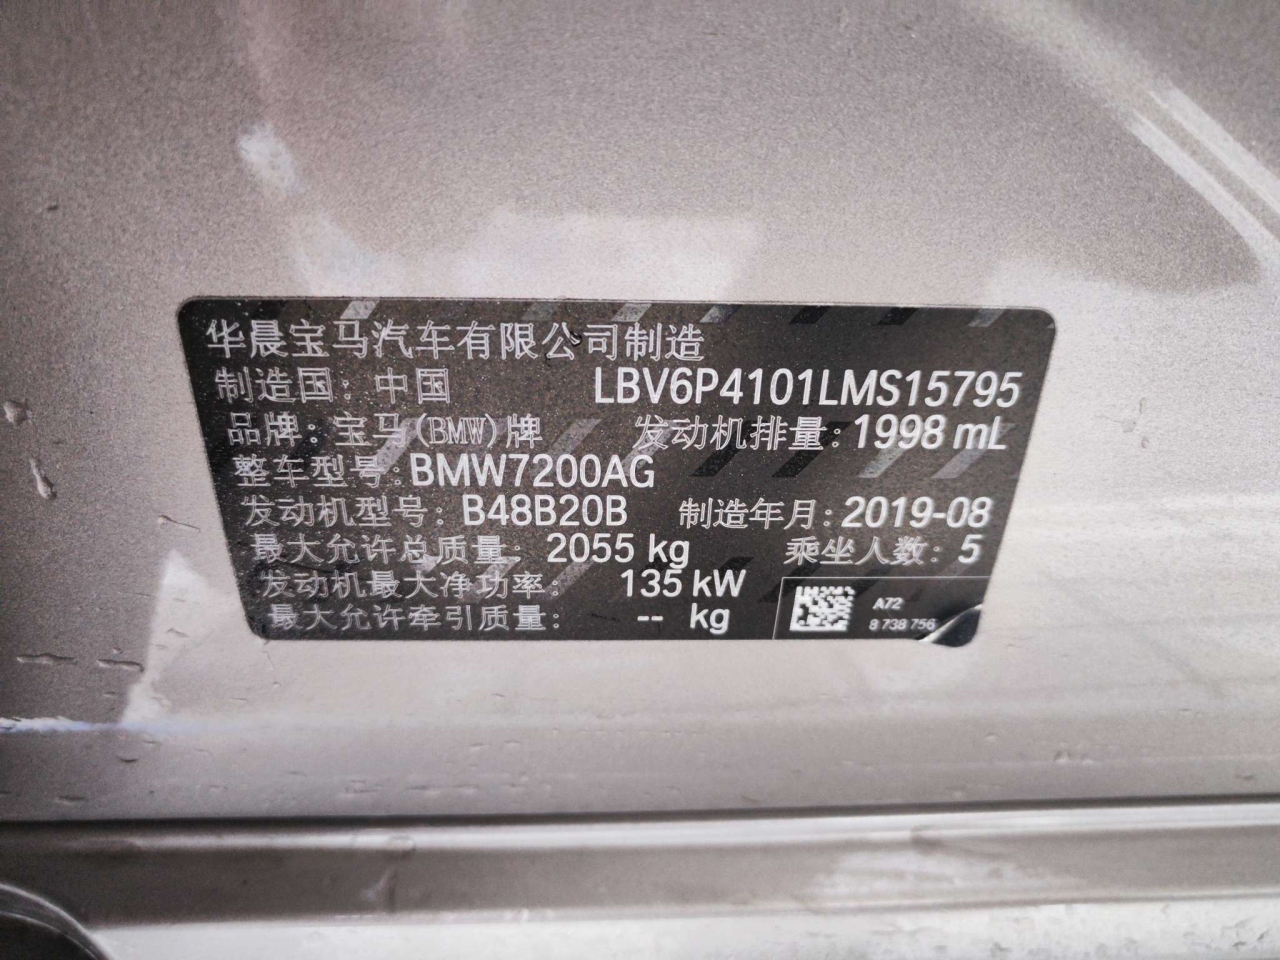 华晨宝马汽车有限公司制造
制造国：中国 LBV6P4101LMS15795
品牌：宝马(BMW)牌 发动机排量：1998 mL
整车型号：BMW7200AG
发动机型号：B48B20B 制造年月：2019-08
最大允许总质量：2055 kg 乘坐人数：5
发动机最大净功率：135 kW
最大允许牵引质量：-- kg
A72
8 738 756